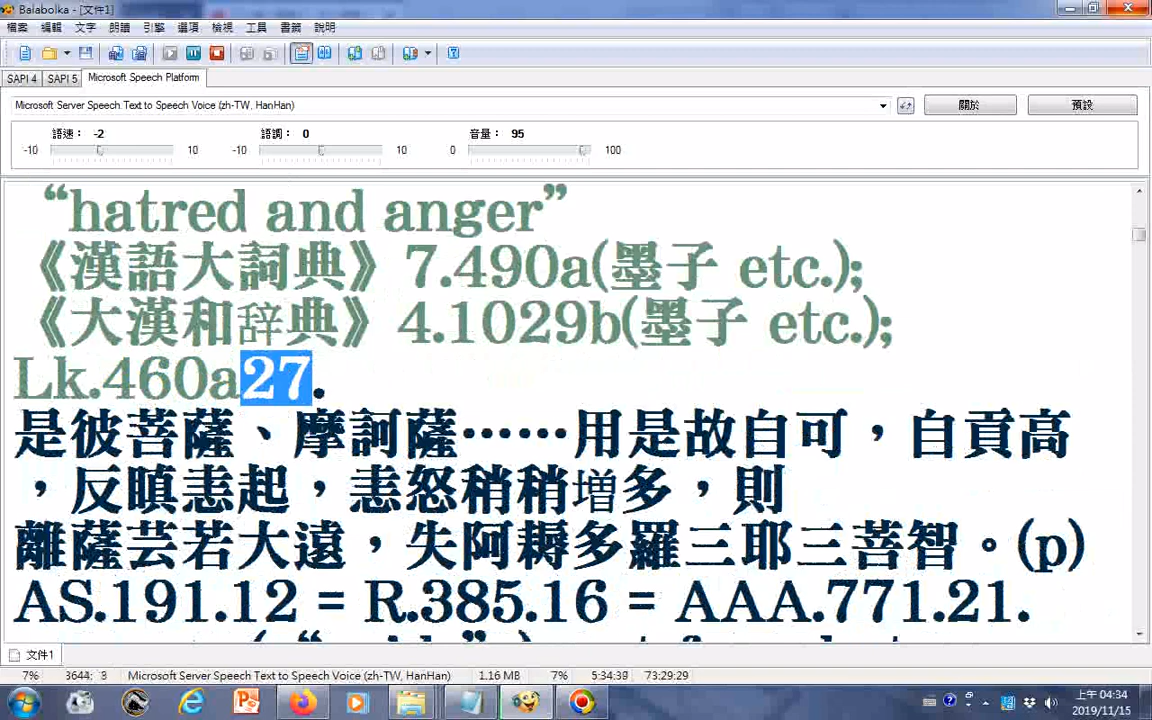 Balabolka - [文件1]
檔案 編輯 文字 朗讀 引擎 選項 檢視 工具 書籤 說明
SAPI 4 SAPI 5 Microsoft Speech Platform
Microsoft Server Speech Text to Speech Voice (zh-TW, HanHan) 關於 預設
語速： -2 語調： 0 音量： 95
-10 10 -10 10 0 100
“hatred and anger”
《漢語大詞典》 7.490a(墨子 etc.);
《大漢和辞典》 4.1029b(墨子 etc.);
Lk.460a27.
是彼菩薩、摩訶薩……用是故自可，自貢高
，反瞋恚起，恚怒稍稍増多，則
離薩芸若大遠，失阿耨多羅三耶三菩智。(p)
AS.191.12 = R.385.16 = AAA.771.21.
文件1
7% 3644: 3 Microsoft Server Speech Text to Speech Voice (zh-TW, HanHan) 1.16 MB 7% 5:34:39 73:29:29
上午 04:34
2019/11/15